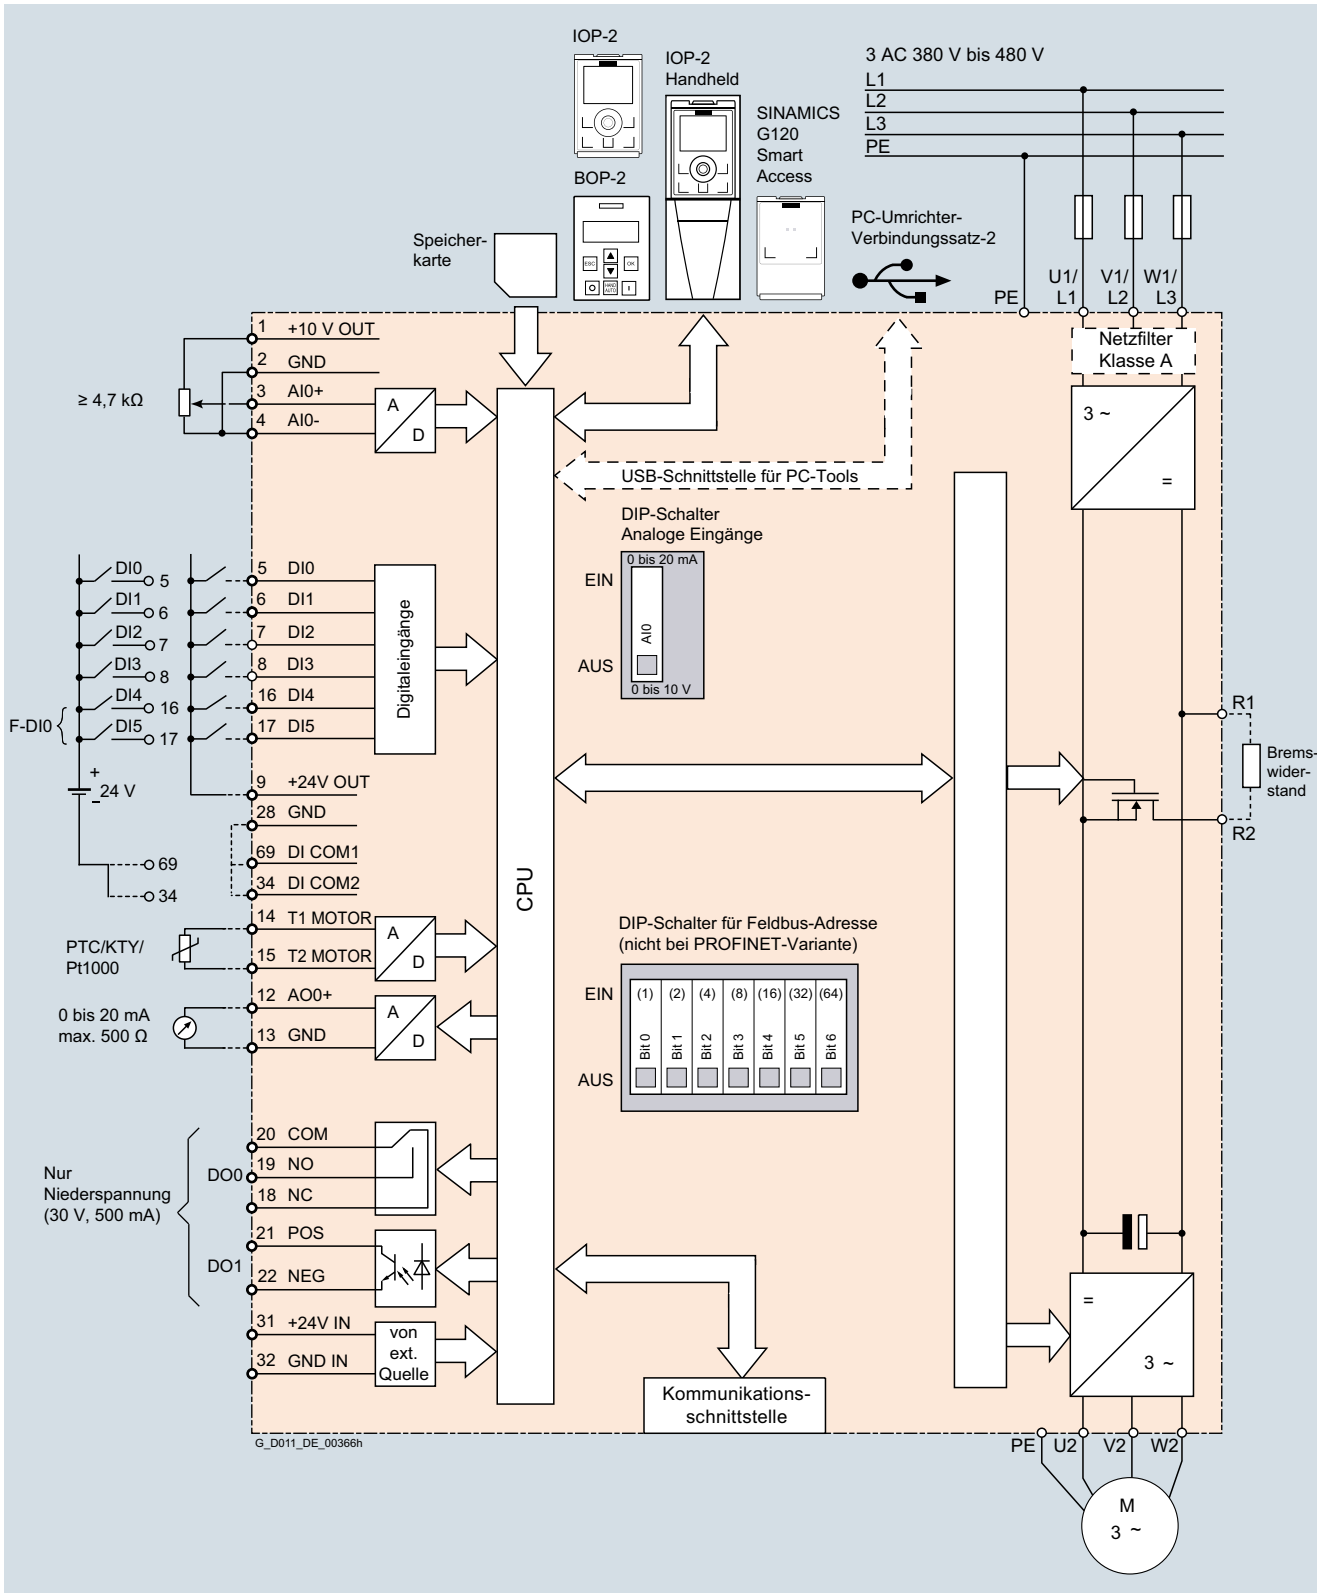 IOP-2
IOP-2
Handheld
3 AC 380 V bis 480 V
L1
L2
L3
PE
SINAMICS
G120
Smart
Access
BOP-2
ESC
OK
HAND
AUTO
I
Speicher-
karte
PC-Umrichter-
Verbindungssatz-2
PE
U1/
L1
V1/
L2
W1/
L3
Netzfilter
Klasse A
3 ~
=
1 +10 V OUT
2 GND
3 AI0+
4 AI0-
≥ 4,7 kΩ
A
D
USB-Schnittstelle für PC-Tools
DIP-Schalter
Analoge Eingänge
0 bis 20 mA
EIN
AI0
AUS
0 bis 10 V
DI0 5
DI1 6
DI2 7
DI3 8
DI4 16
DI5 17
F-DI0
5 DI0
6 DI1
7 DI2
8 DI3
16 DI4
17 DI5
Digitaleingänge
+
– 24 V
69
34
9 +24V OUT
28 GND
69 DI COM1
34 DI COM2
CPU
R1
Brems-
wider-
stand
R2
14 T1 MOTOR
15 T2 MOTOR
PTC/KTY/
Pt1000
A
D
12 AO0+
13 GND
0 bis 20 mA
max. 500 Ω
A
D
DIP-Schalter für Feldbus-Adresse
(nicht bei PROFINET-Variante)
EIN
(1) (2) (4) (8) (16) (32) (64)
Bit 0 Bit 1 Bit 2 Bit 3 Bit 4 Bit 5 Bit 6
AUS
Nur
Niederspannung
(30 V, 500 mA)
DO0
20 COM
19 NO
18 NC
DO1
21 POS
22 NEG
31 +24V IN
32 GND IN
von
ext.
Quelle
Kommunikations-
schnittstelle
=
3 ~
G_D011_DE_00366h
PE U2 V2 W2
M
3 ~